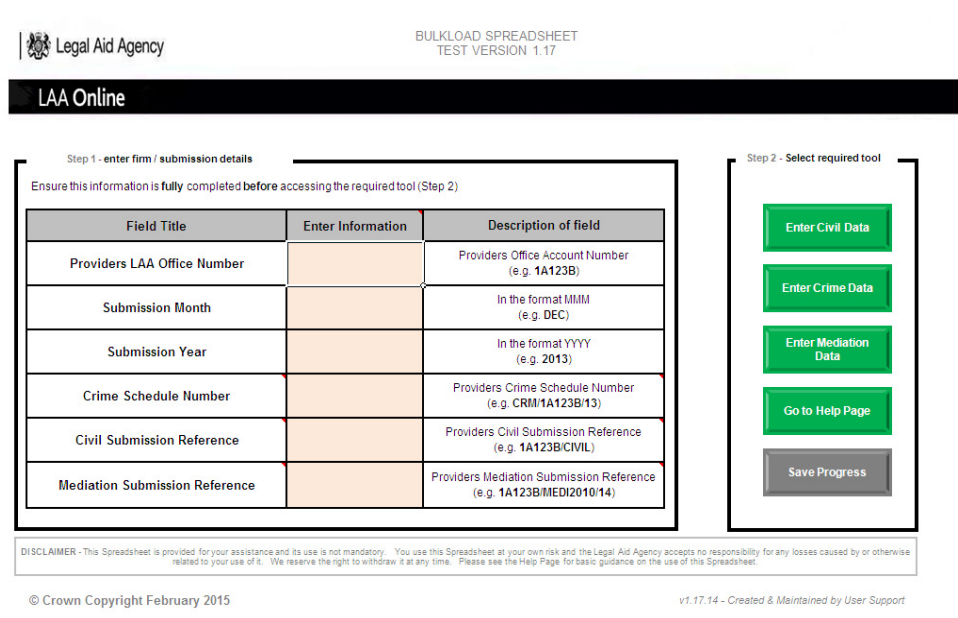 Legal Aid Agency
BULKLOAD SPREADSHEET
TEST VERSION 1.17
LAA Online
Step 1 - enter firm / submission details
Ensure this information is fully completed before accessing the required tool (Step 2)
Field Title Enter Information Description of field
Providers LAA Office Number
Providers Office Account Number
(e.g. 1A123B)
Submission Month
In the format MMM
(e.g. DEC)
Submission Year
In the format YYYY
(e.g. 2013)
Crime Schedule Number
Providers Crime Schedule Number
(e.g. CRM/1A123B/13)
Civil Submission Reference
Providers Civil Submission Reference
(e.g. 1A123B/CIVIL)
Mediation Submission Reference
Providers Mediation Submission Reference
(e.g. 1A123B/MEDI2010/14)
Step 2 - Select required tool
Enter Civil Data
Enter Crime Data
Enter Mediation
Data
Go to Help Page
Save Progress
DISCLAIMER - This Spreadsheet is provided for your assistance and its use is not mandatory. You use this Spreadsheet at your own risk and the Legal Aid Agency accepts no responsibility for any losses caused by or otherwise
related to your use of it. We reserve the right to withdraw it at any time. Please see the Help Page for basic guidance on the use of this Spreadsheet.
© Crown Copyright February 2015
v1.17.14 - Created & Maintained by User Support